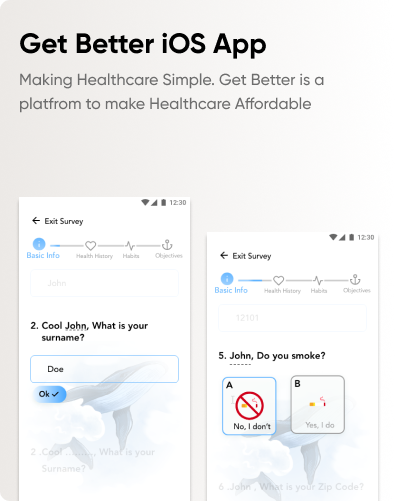 Get Better iOS App
Making Healthcare Simple. Get Better is a
platfrom to make Healthcare Affordable
12:30
Exit Survey
Basic Info
Health History
Habits
Objectives
John
2. Cool John, What is your
surname?
Doe
Ok
2 .Cool .........., What is your
Surname?
12:30
Exit Survey
Basic Info
Health History
Habits
Objectives
12101
5. John, Do you smoke?
A
No, I don't
B
Yes, I do
6 .John , What is your Zip Code?